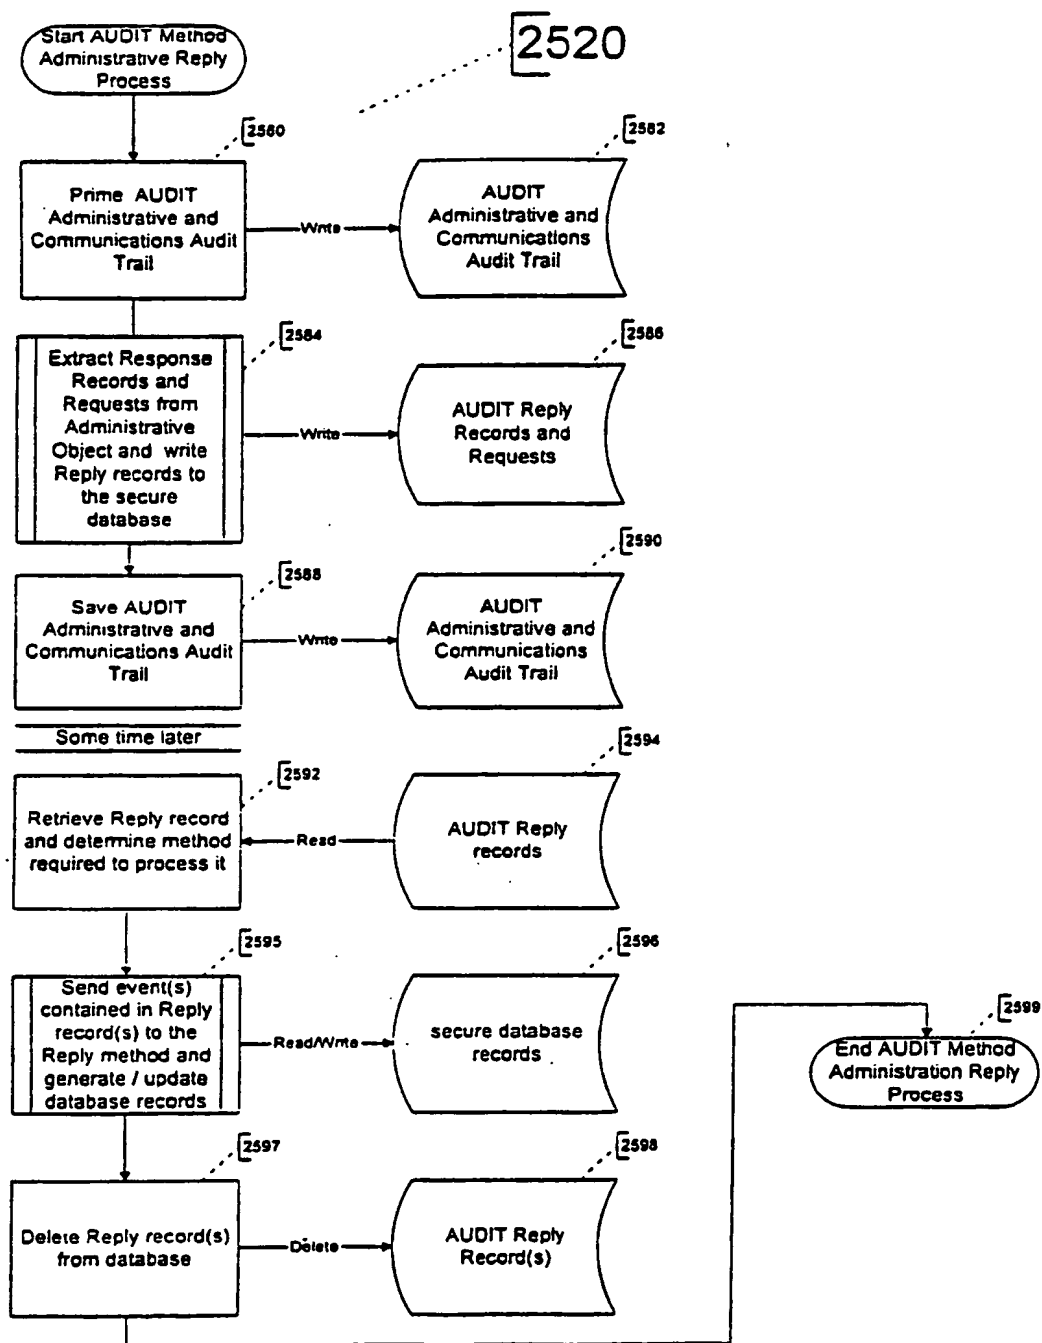 Start AUDIT Method
Administrative Reply
Process
2520
2580
2582
Prime AUDIT
Administrative and
Communications Audit
Trail
Write
AUDIT
Administrative and
Communications
Audit Trail
2584
2586
Extract Response
Records and
Requests from
Administrative
Object and write
Reply records to
the secure
database
Write
AUDIT Reply
Records and
Requests
2588
2590
Save AUDIT
Administrative and
Communications Audit
Trail
Write
AUDIT
Administrative and
Communications
Audit Trail
Some time later
2592
2594
Retrieve Reply record
and determine method
required to process it
Read
AUDIT Reply
records
2595
2596
Send event(s)
contained in Reply
record(s) to the
Reply method and
generate / update
database records
Read/Write
secure database
records
2599
End AUDIT Method
Administration Reply
Process
2597
2598
Delete Reply record(s)
from database
Delete
AUDIT Reply
Record(s)